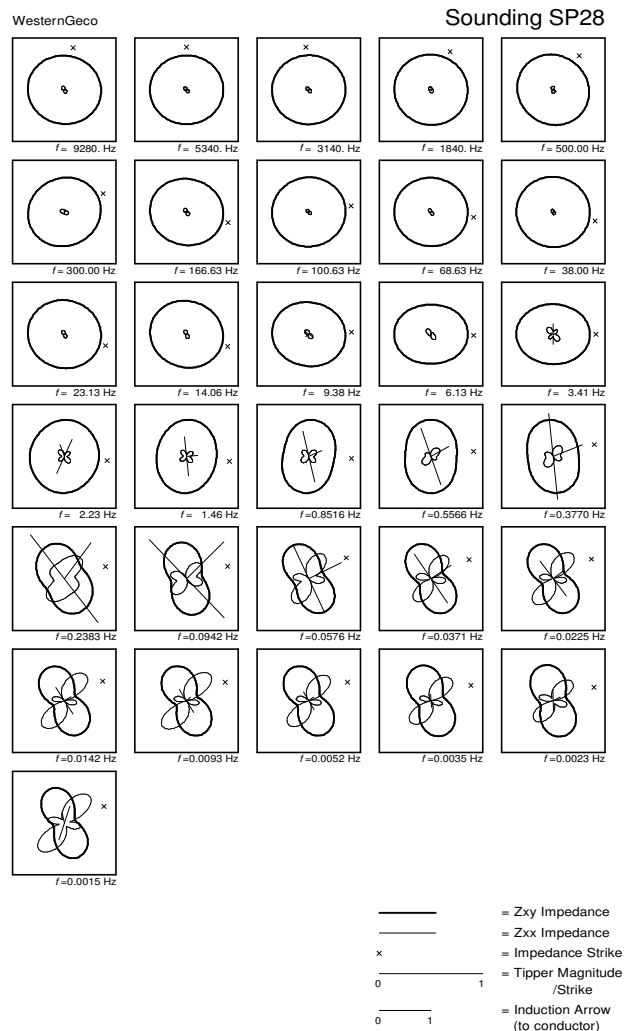 WesternGeco Sounding SP28
f= 9280. Hz f= 5340. Hz f= 3140. Hz f= 1840. Hz f= 500.00 Hz
f= 300.00 Hz f= 166.63 Hz f= 100.63 Hz f= 68.63 Hz f= 38.00 Hz
f= 23.13 Hz f= 14.06 Hz f= 9.38 Hz f= 6.13 Hz f= 3.41 Hz
f= 2.23 Hz f= 1.46 Hz f=0.8516 Hz f=0.5566 Hz f=0.3770 Hz
f=0.2383 Hz f=0.0942 Hz f=0.0576 Hz f=0.0371 Hz f=0.0225 Hz
f=0.0142 Hz f=0.0093 Hz f=0.0052 Hz f=0.0035 Hz f=0.0023 Hz
f=0.0015 Hz
= Zxy Impedance
= Zxx Impedance
× = Impedance Strike
= Tipper Magnitude
0 1 /Strike
= Induction Arrow
0 1 (to conductor)